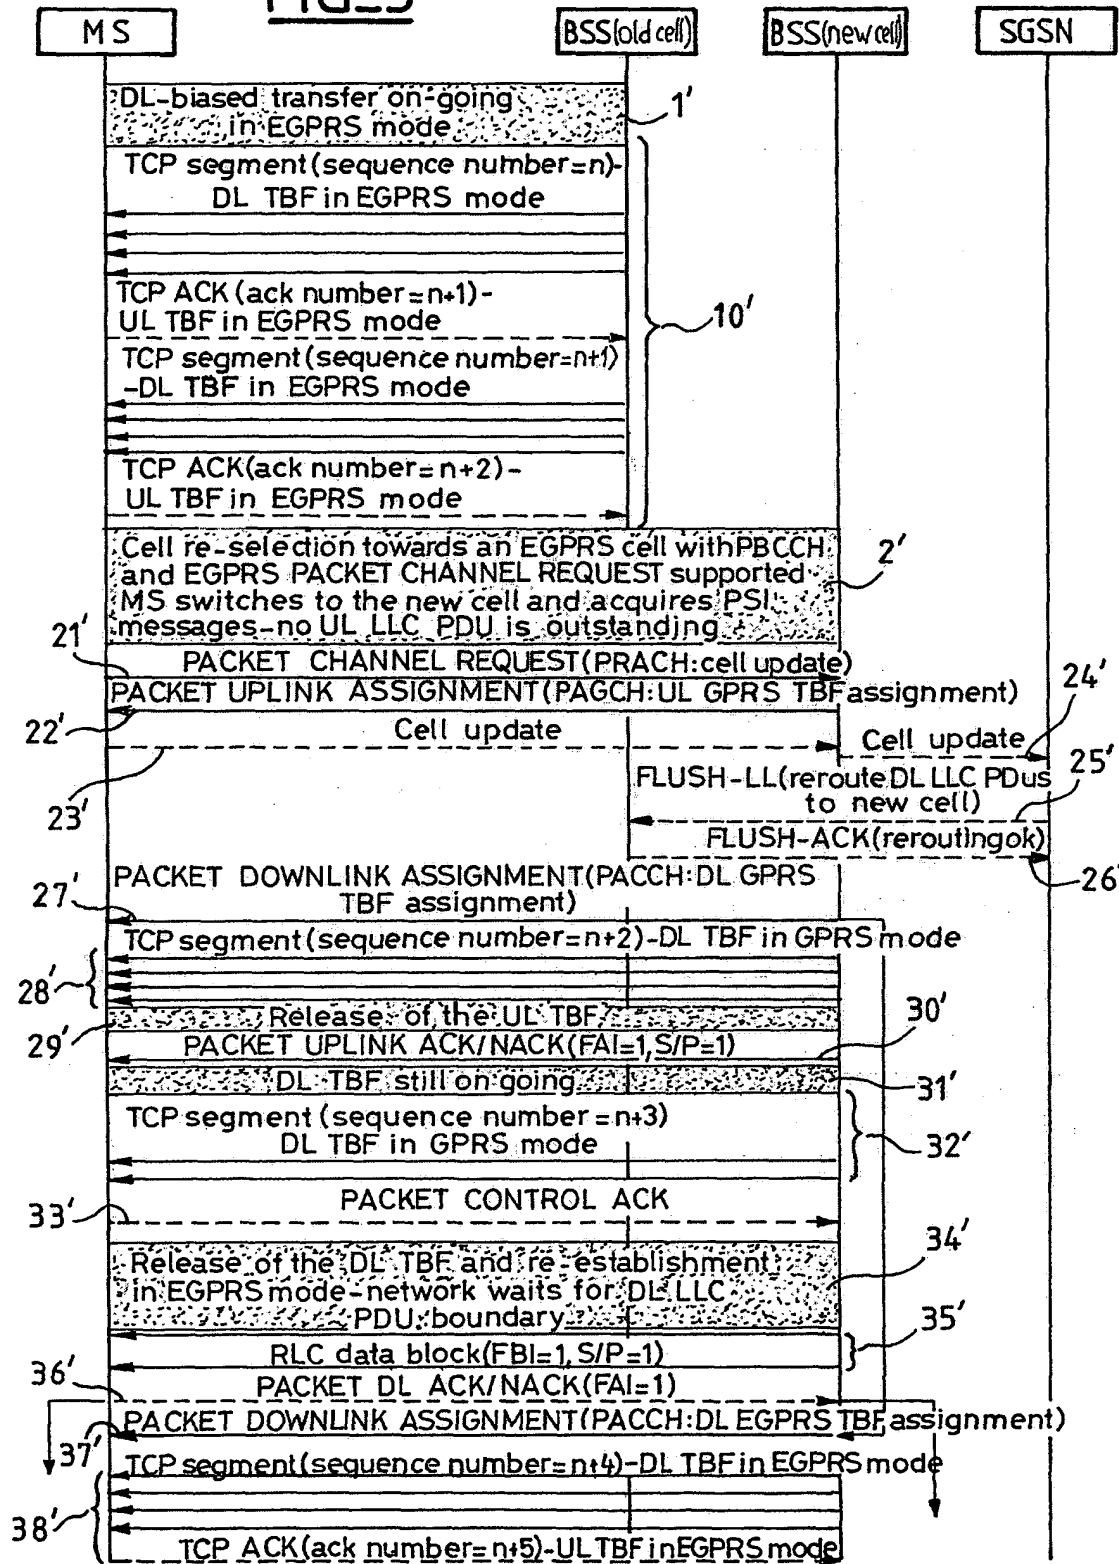 FIG_5
MS
BSS(old cell)
BSS(new cell)
SGSN
DL-biased transfer on-going
in EGPRS mode
1'
TCP segment(sequence number=n)-
DL TBF in EGPRS mode
TCP ACK(ack number=n+1)-
UL TBF in EGPRS mode
10'
TCP segment(sequence number=n+1)
-DL TBF in EGPRS mode
TCP ACK(ack number=n+2)-
UL TBF in EGPRS mode
Cell re-selection towards an EGPRS cell with PBCCH
and EGPRS PACKET CHANNEL REQUEST supported
MS switches to the new cell and acquires PSI
messages-no UL LLC PDU is outstanding
2'
21'
PACKET CHANNEL REQUEST(PRACH:cell update)
PACKET UPLINK ASSIGNMENT(PAGCH:UL GPRS TBF assignment)
24'
22'
Cell update
Cell update
25'
23'
FLUSH-LL(reroute DL LLC PDus
to new cell)
FLUSH-ACK(rerouting ok)
26'
PACKET DOWNLINK ASSIGNMENT(PACCH:DL GPRS
TBF assignment)
27'
TCP segment(sequence number=n+2)-DL TBF in GPRS mode
28'
29'
Release of the UL TBF
30'
PACKET UPLINK ACK/NACK(FAI=1,S/P=1)
DL TBF still on going
31'
TCP segment (sequence number=n+3)
DL TBF in GPRS mode
32'
PACKET CONTROL ACK
33'
Release of the DL TBF and re-establishment
in EGPRS mode-network waits for DL LLC
PDU boundary
34'
35'
RLC data block(FBI=1,S/P=1)
36'
PACKET DL ACK/NACK(FAI=1)
PACKET DOWNLINK ASSIGNMENT(PACCH:DL EGPRS TBF assignment)
37'
TCP segment(sequence number=n+4)-DL TBF in EGPRS mode
38'
TCP ACK(ack number=n+5)-UL TBF in EGPRS mode